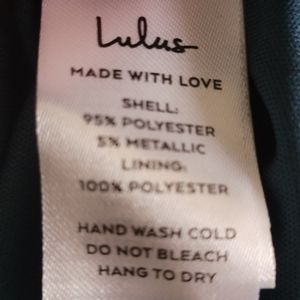 Lulus
MADE WITH LOVE
SHELL:
95% POLYESTER
5% METALLIC
LINING:
100% POLYESTER
HAND WASH COLD
DO NOT BLEACH
HANG TO DRY